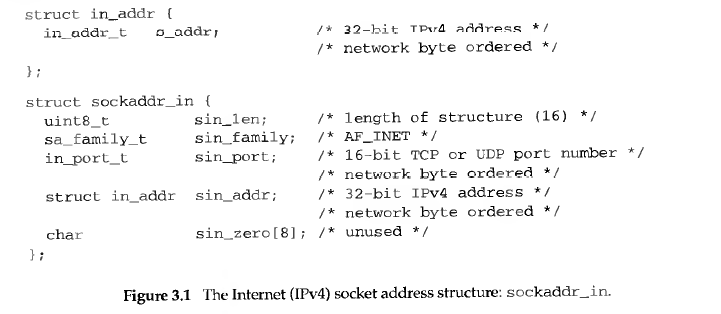 struct in_addr {
in_addr_t s_addr; /* 32-bit IPv4 address */
/* network byte ordered */
};
struct sockaddr_in {
uint8_t sin_len; /* length of structure (16) */
sa_family_t sin_family; /* AF_INET */
in_port_t sin_port; /* 16-bit TCP or UDP port number */
/* network byte ordered */
struct in_addr sin_addr; /* 32-bit IPv4 address */
/* network byte ordered */
char sin_zero[8]; /* unused */
};
Figure 3.1 The Internet (IPv4) socket address structure: sockaddr_in.